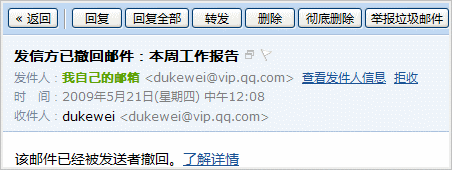 « 返回 回复 回复全部 转发 删除 彻底删除 举报垃圾邮件
发信方已撤回邮件：本周工作报告
发件人：我自己的邮箱 <dukewei@vip.qq.com> 查看发件人信息 拒收
时 间：2009年5月21日(星期四) 中午12:08
收件人：dukewei <dukewei@vip.qq.com>
该邮件已经被发送者撤回。了解详情